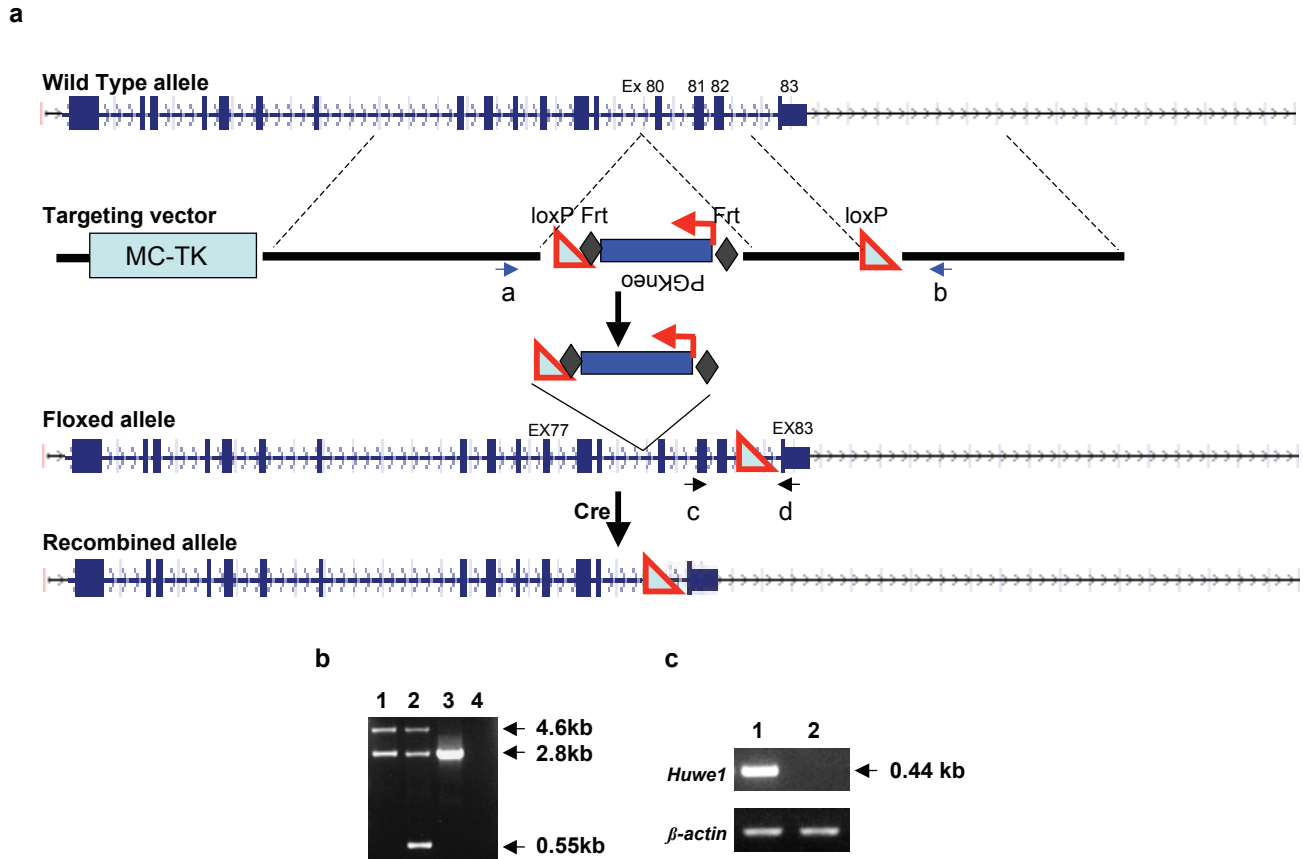 a
Wild Type allele
Ex 80 81 82 83
Targeting vector
loxP Frt Frt loxP
MC-TK
PGKneo
a b
Floxed allele
EX77 EX83
Cre
c d
Recombined allele
b
1 2 3 4
4.6kb
2.8kb
0.55kb
c
1 2
Huwe1
0.44 kb
β-actin